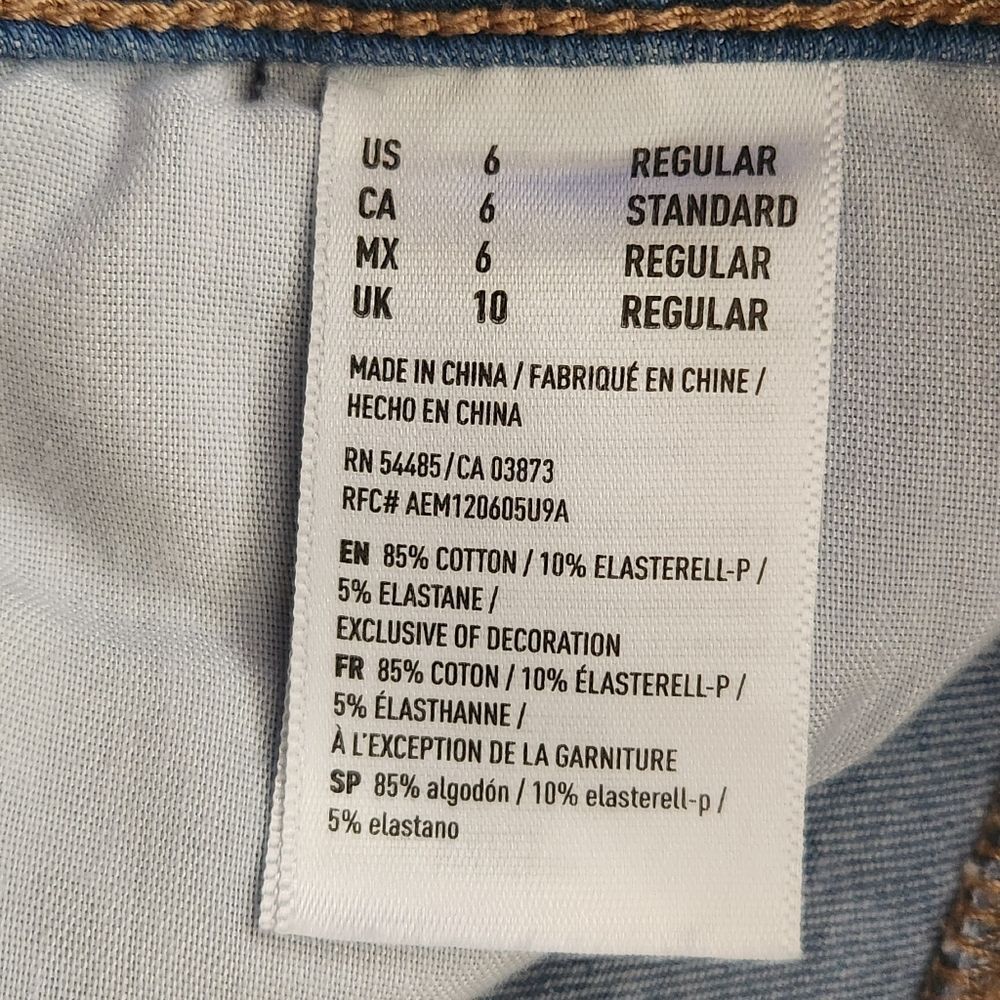 US 6 REGULAR
CA 6 STANDARD
MX 6 REGULAR
UK 10 REGULAR
MADE IN CHINA / FABRIQUÉ EN CHINE /
HECHO EN CHINA
RN 54485/CA 03873
RFC# AEM120605U9A
EN 85% COTTON / 10% ELASTERELL-P /
5% ELASTANE /
EXCLUSIVE OF DECORATION
FR 85% COTON / 10% ÉLASTERELL-P /
5% ÉLASTHANNE /
À L'EXCEPTION DE LA GARNITURE
SP 85% algodón / 10% elasterell-p /
5% elastano